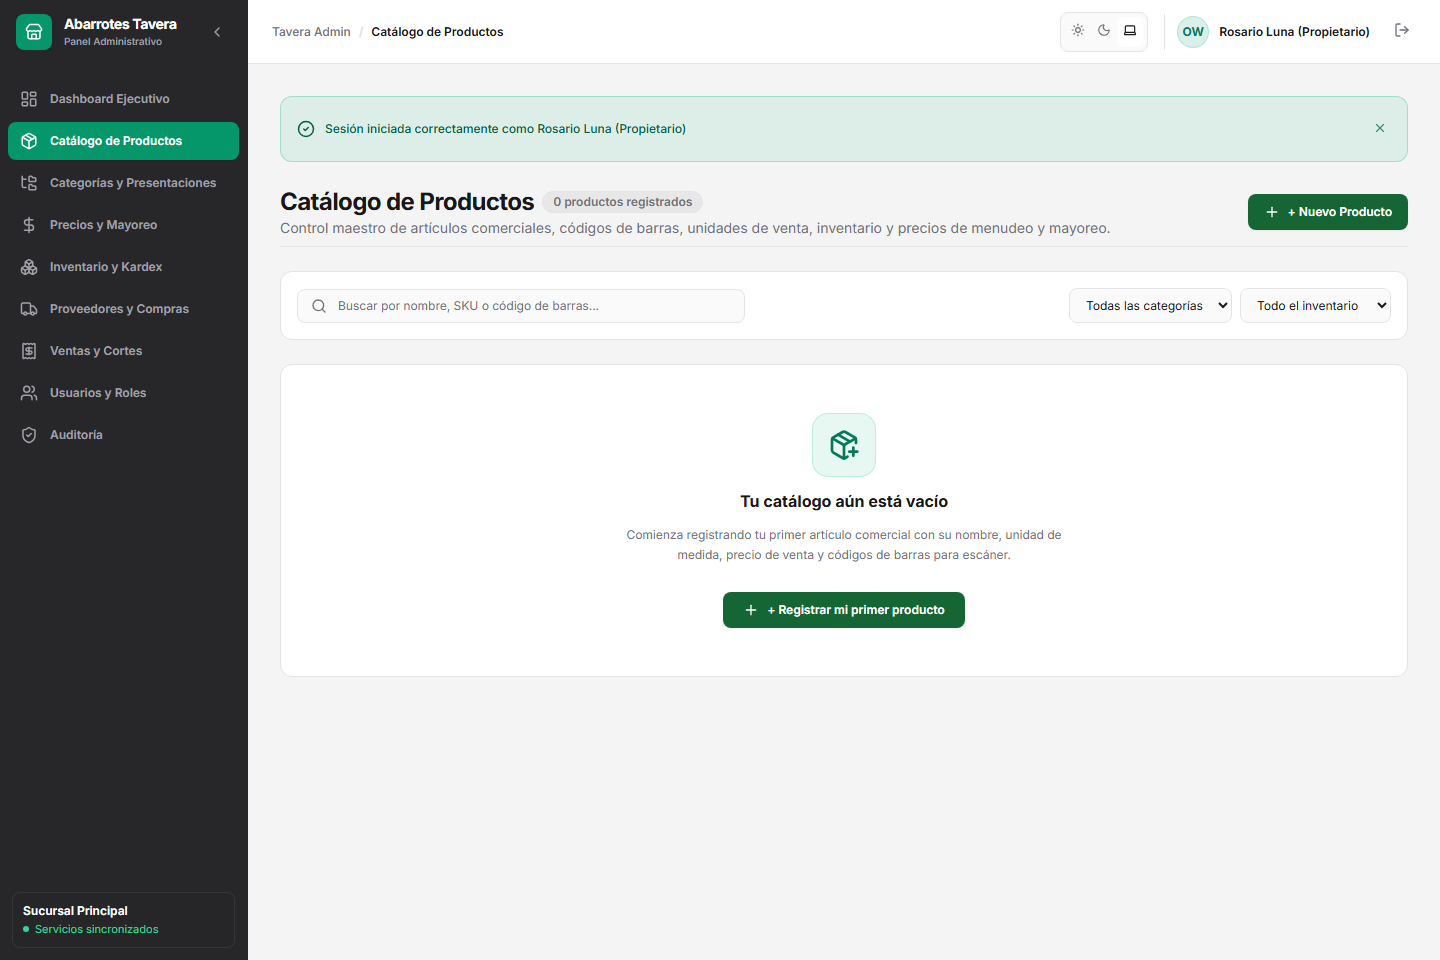 Abarrotes Tavera
Panel Administrativo
Dashboard Ejecutivo
Catálogo de Productos
Categorías y Presentaciones
Precios y Mayoreo
Inventario y Kardex
Proveedores y Compras
Ventas y Cortes
Usuarios y Roles
Auditoría
Sucursal Principal
Servicios sincronizados
Tavera Admin / Catálogo de Productos
OW Rosario Luna (Propietario)
Sesión iniciada correctamente como Rosario Luna (Propietario)
Catálogo de Productos 0 productos registrados
Control maestro de artículos comerciales, códigos de barras, unidades de venta, inventario y precios de menudeo y mayoreo.
+ Nuevo Producto
Buscar por nombre, SKU o código de barras...
Todas las categorías
Todo el inventario
Tu catálogo aún está vacío
Comienza registrando tu primer artículo comercial con su nombre, unidad de
medida, precio de venta y códigos de barras para escáner.
+ Registrar mi primer producto